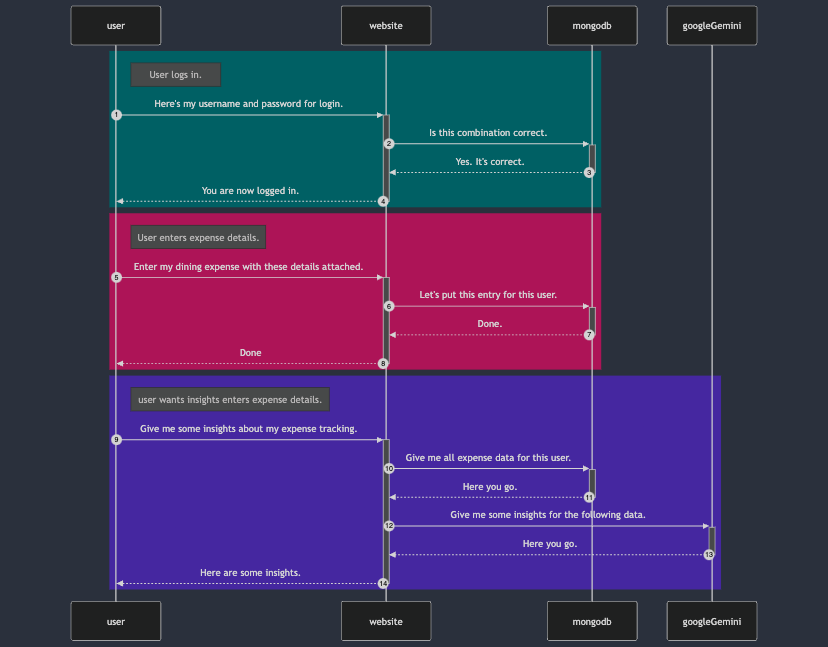 user website mongodb googleGemini
User logs in.
Here's my username and password for login.
1
Is this combination correct.
2
Yes. It's correct.
3
You are now logged in.
4
User enters expense details.
Enter my dining expense with these details attached.
5
Let's put this entry for this user.
6
Done.
7
Done
8
user wants insights enters expense details.
Give me some insights about my expense tracking.
9
Give me all expense data for this user.
10
Here you go.
11
Give me some insights for the following data.
12
Here you go.
13
Here are some insights.
14
user website mongodb googleGemini